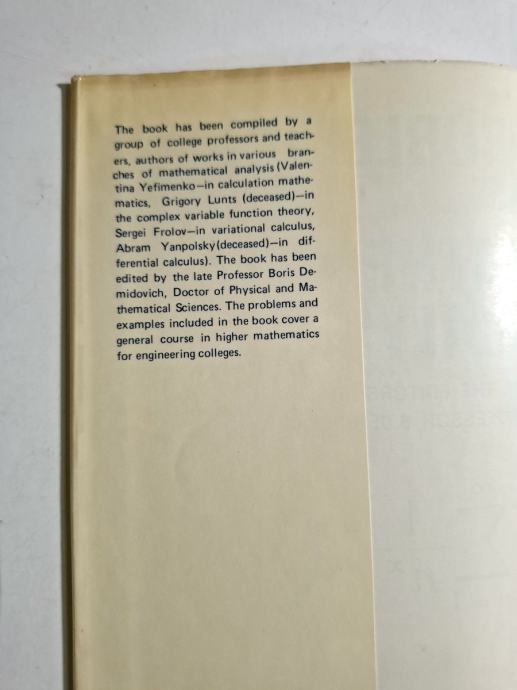 The book has been compiled by a
group of college professors and teach-
ers, authors of works in various bran-
ches of mathematical analysis (Valen-
tina Yefimenko—in calculation mathe-
matics, Grigory Lunts (deceased)—in
the complex variable function theory,
Sergei Frolov—in variational calculus,
Abram Yanpolsky(deceased)—in dif-
ferential calculus). The book has been
edited by the late Professor Boris De-
midovich, Doctor of Physical and Ma-
thematical Sciences. The problems and
examples included in the book cover a
general course in higher mathematics
for engineering colleges.